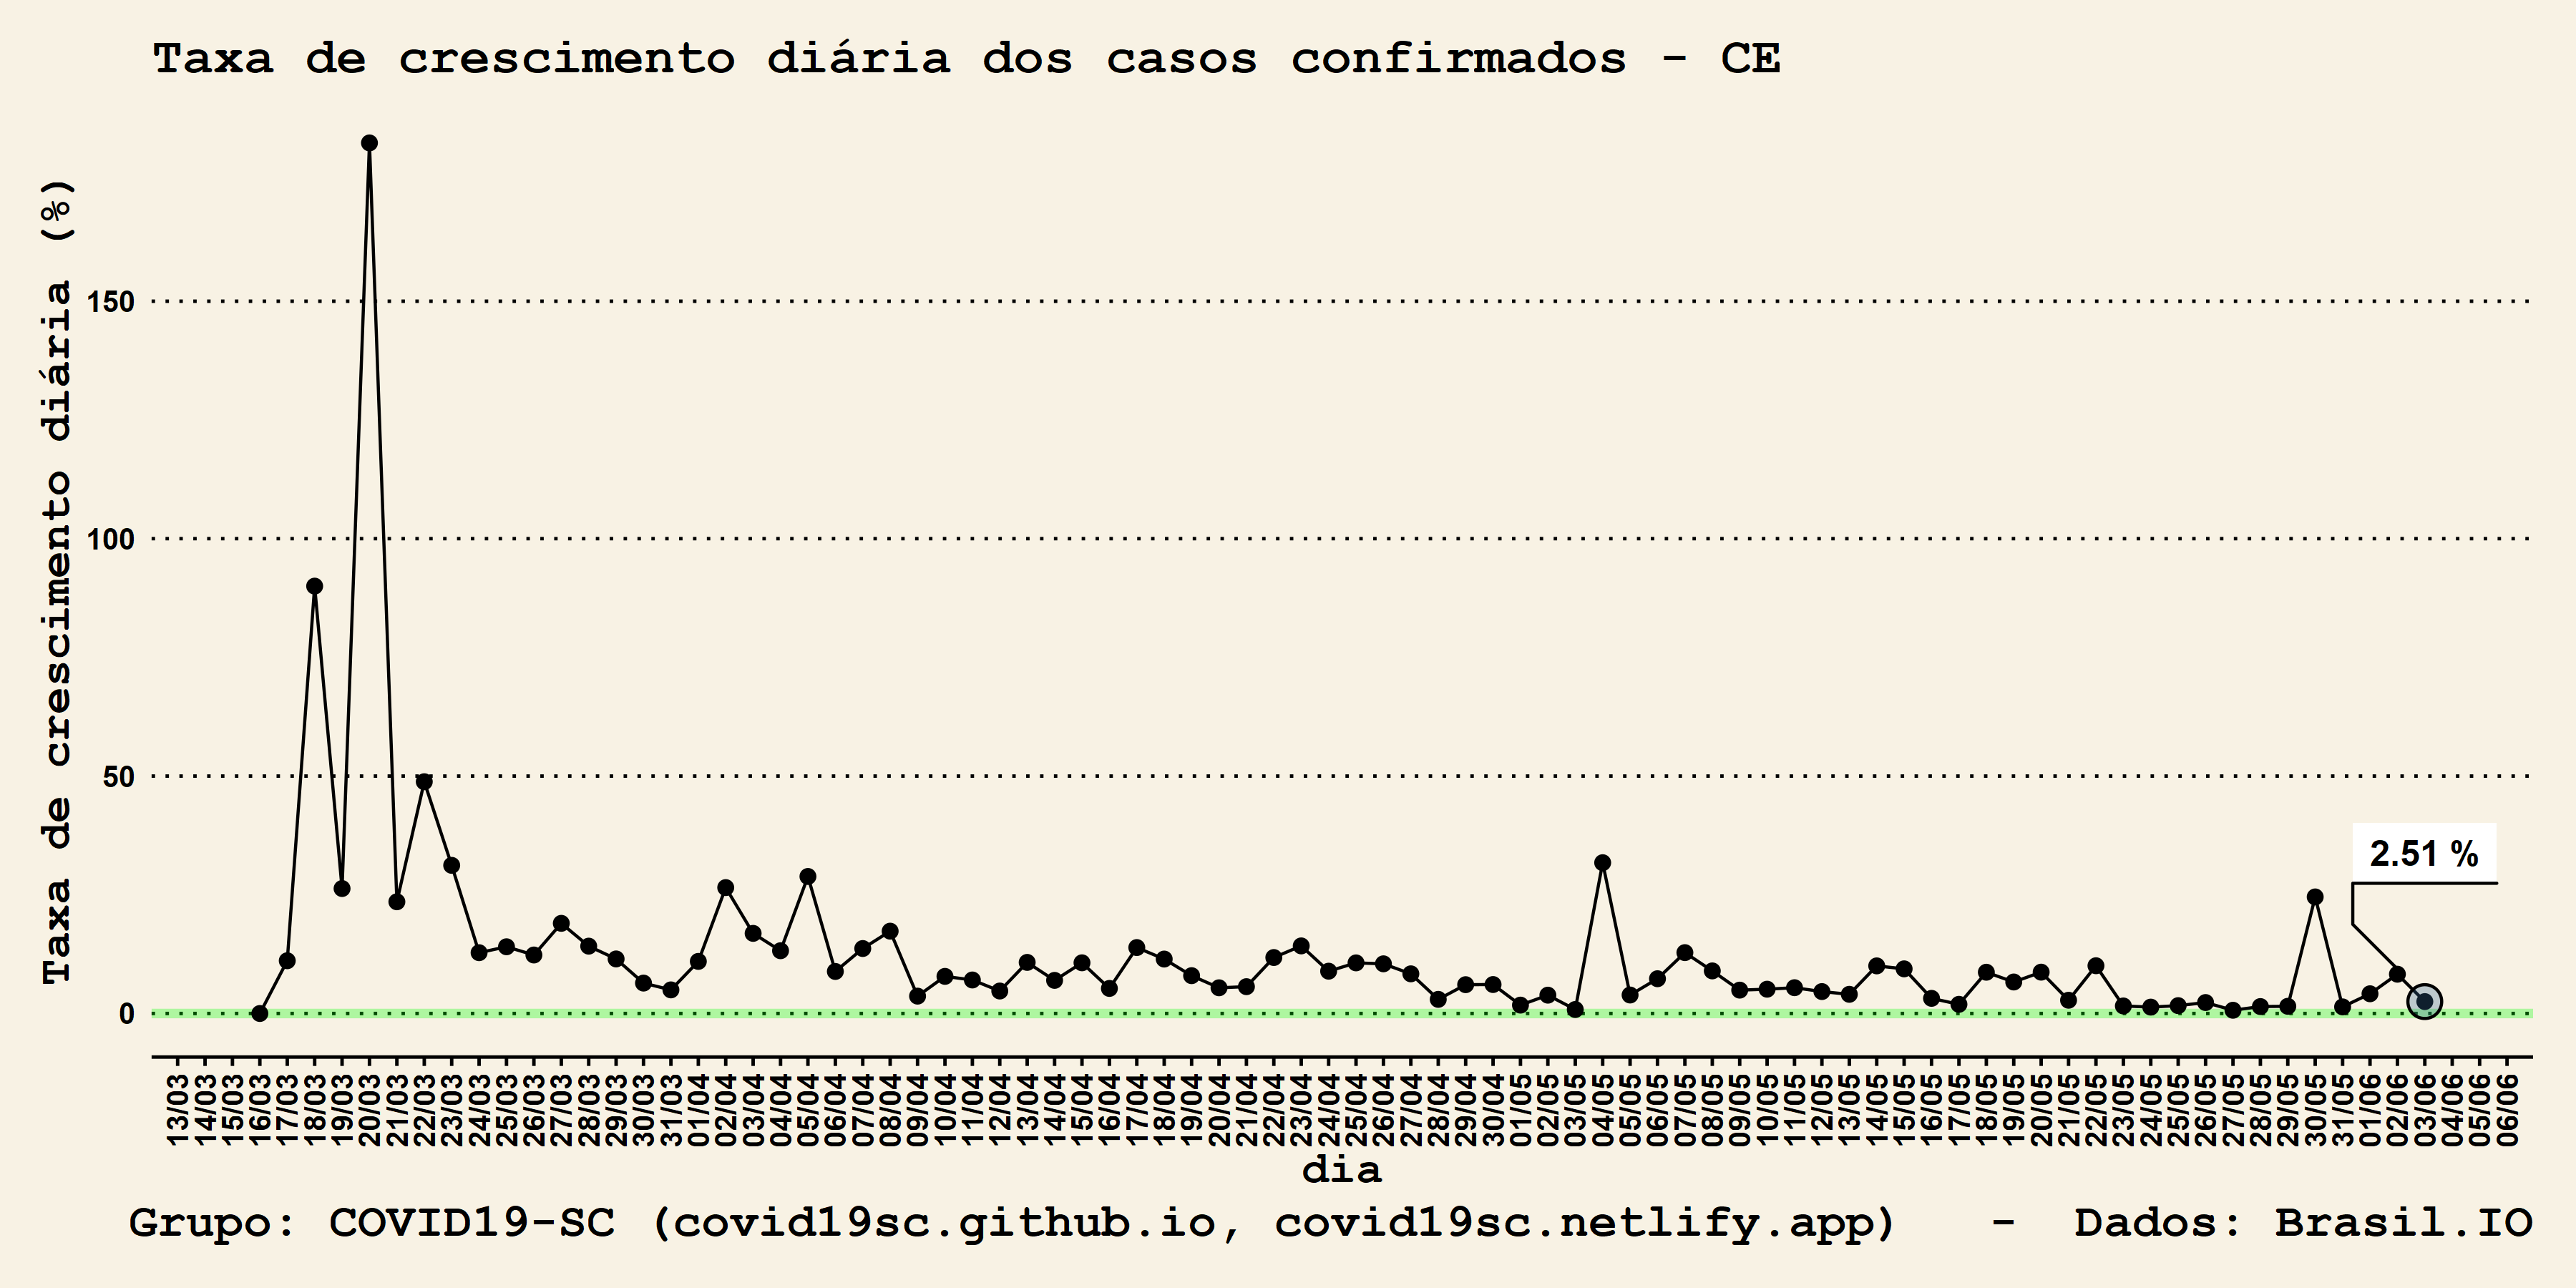 Taxa de crescimento diária dos casos confirmados - CE
Taxa de crescimento diária (%)
150
100
50
0
2.51 %
13/03 14/03 15/03 16/03 17/03 18/03 19/03 20/03 21/03 22/03 23/03 24/03 25/03 26/03 27/03 28/03 29/03 30/03 31/03 01/04 02/04 03/04 04/04 05/04 06/04 07/04 08/04 09/04 10/04 11/04 12/04 13/04 14/04 15/04 16/04 17/04 18/04 19/04 20/04 21/04 22/04 23/04 24/04 25/04 26/04 27/04 28/04 29/04 30/04 01/05 02/05 03/05 04/05 05/05 06/05 07/05 08/05 09/05 10/05 11/05 12/05 13/05 14/05 15/05 16/05 17/05 18/05 19/05 20/05 21/05 22/05 23/05 24/05 25/05 26/05 27/05 28/05 29/05 30/05 31/05 01/06 02/06 03/06 04/06 05/06 06/06
dia
Grupo: COVID19-SC (covid19sc.github.io, covid19sc.netlify.app) - Dados: Brasil.IO